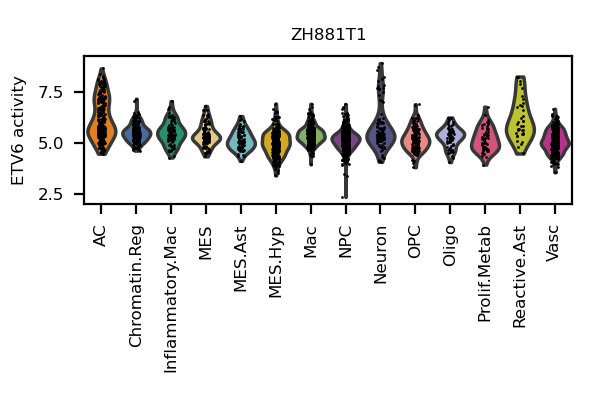 ZH881T1
ETV6 activity
7.5
5.0
2.5
AC
Chromatin.Reg
Inflammatory.Mac
MES
MES.Ast
MES.Hyp
Mac
NPC
Neuron
OPC
Oligo
Prolif.Metab
Reactive.Ast
Vasc